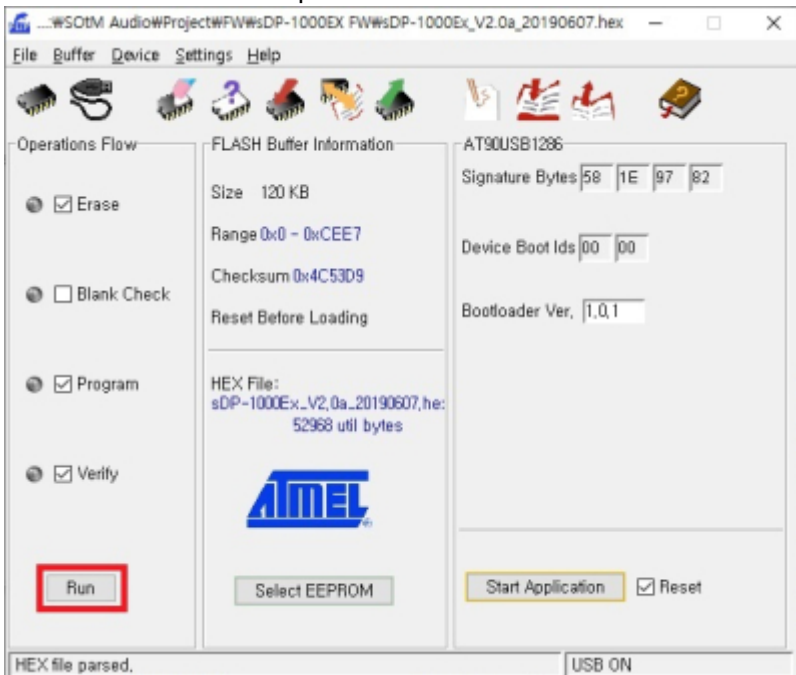 ...₩SOtM Audio₩Project₩FW₩sDP-1000EX FW₩sDP-1000Ex_V2.0a_20190607.hex
File Buffer Device Settings Help
Operations Flow
Erase
Blank Check
Program
Verify
Run
FLASH Buffer Information
Size 120 KB
Range 0x0 - 0xCEE7
Checksum 0x4C53D9
Reset Before Loading
HEX File:
sDP-1000Ex_V2,0a_20190607,he:
52968 util bytes
ATMEL
Select EEPROM
AT90USB1286
Signature Bytes 58 1E 97 82
Device Boot Ids 00 00
Bootloader Ver, 1,0,1
Start Application Reset
HEX file parsed,
USB ON